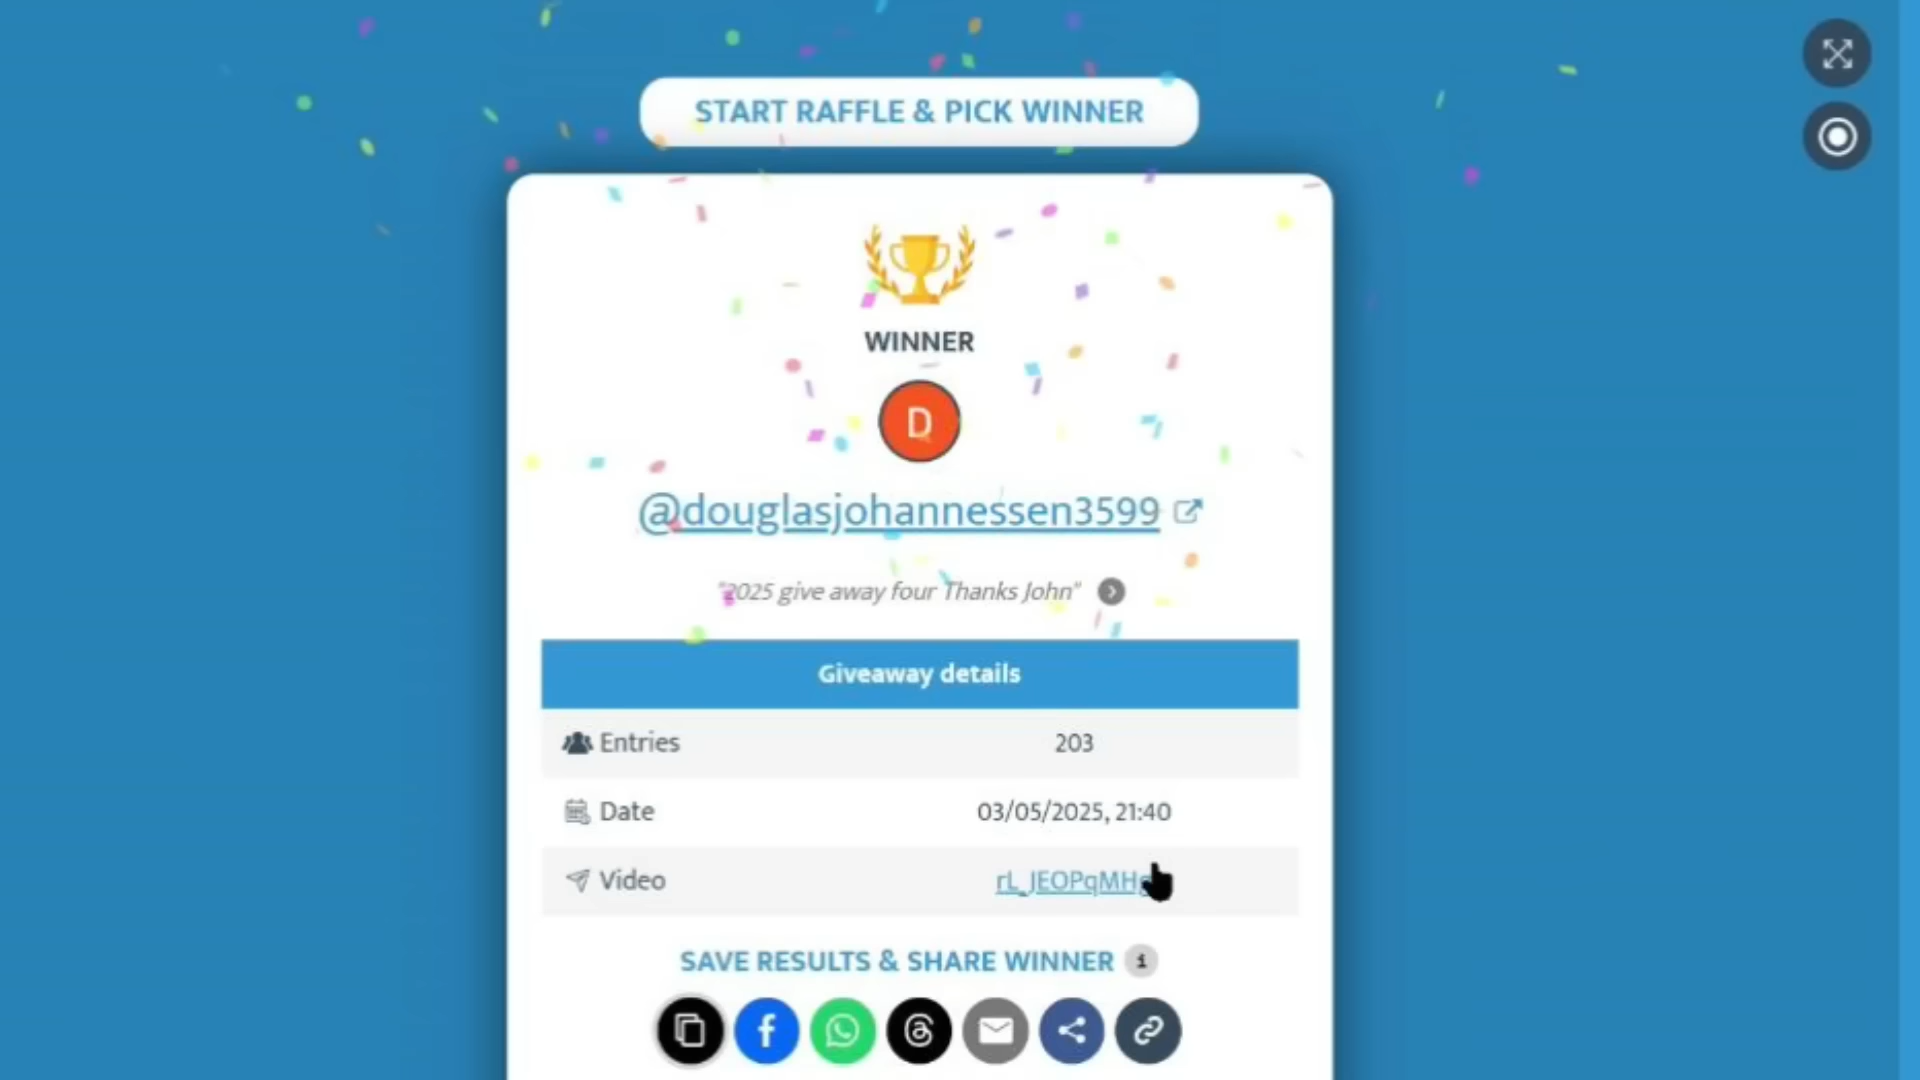 START RAFFLE & PICK WINNER
WINNER
D
@douglasjohannessen3599
"2025 give away four Thanks John"
Giveaway details
Entries 203
Date 03/05/2025, 21:40
Video
SAVE RESULTS & SHARE WINNER i